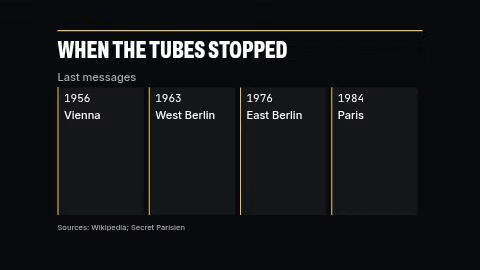 WHEN THE TUBES STOPPED
Last messages
1956
Vienna
1963
West Berlin
1976
East Berlin
1984
Paris
Sources: Wikipedia; Secret Parisien